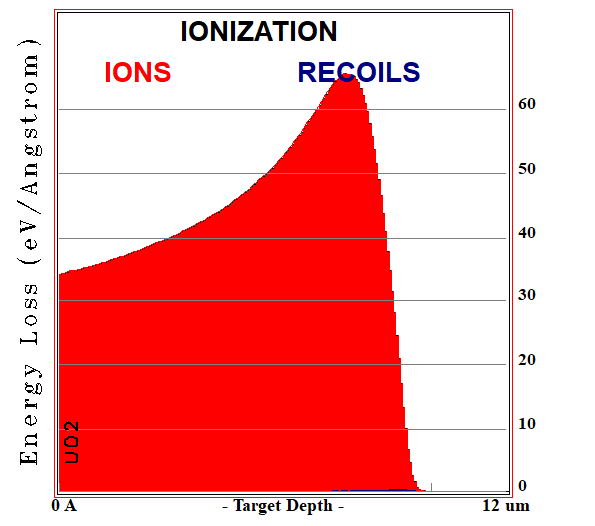 IONIZATION
IONS RECOILS
Energy Loss (eV/Angstrom)
60
50
40
30
20
10
0
UO2
0 A - Target Depth - 12 um